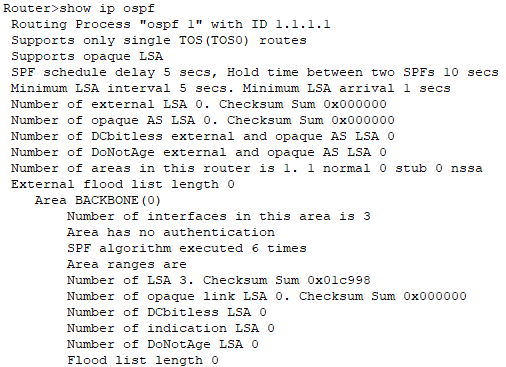 Router>show ip ospf
Routing Process "ospf 1" with ID 1.1.1.1
Supports only single TOS(TOS0) routes
Supports opaque LSA
SPF schedule delay 5 secs, Hold time between two SPFs 10 secs
Minimum LSA interval 5 secs. Minimum LSA arrival 1 secs
Number of external LSA 0. Checksum Sum 0x000000
Number of opaque AS LSA 0. Checksum Sum 0x000000
Number of DCbitless external and opaque AS LSA 0
Number of DoNotAge external and opaque AS LSA 0
Number of areas in this router is 1. 1 normal 0 stub 0 nssa
External flood list length 0
Area BACKBONE(0)
Number of interfaces in this area is 3
Area has no authentication
SPF algorithm executed 6 times
Area ranges are
Number of LSA 3. Checksum Sum 0x01c998
Number of opaque link LSA 0. Checksum Sum 0x000000
Number of DCbitless LSA 0
Number of indication LSA 0
Number of DoNotAge LSA 0
Flood list length 0